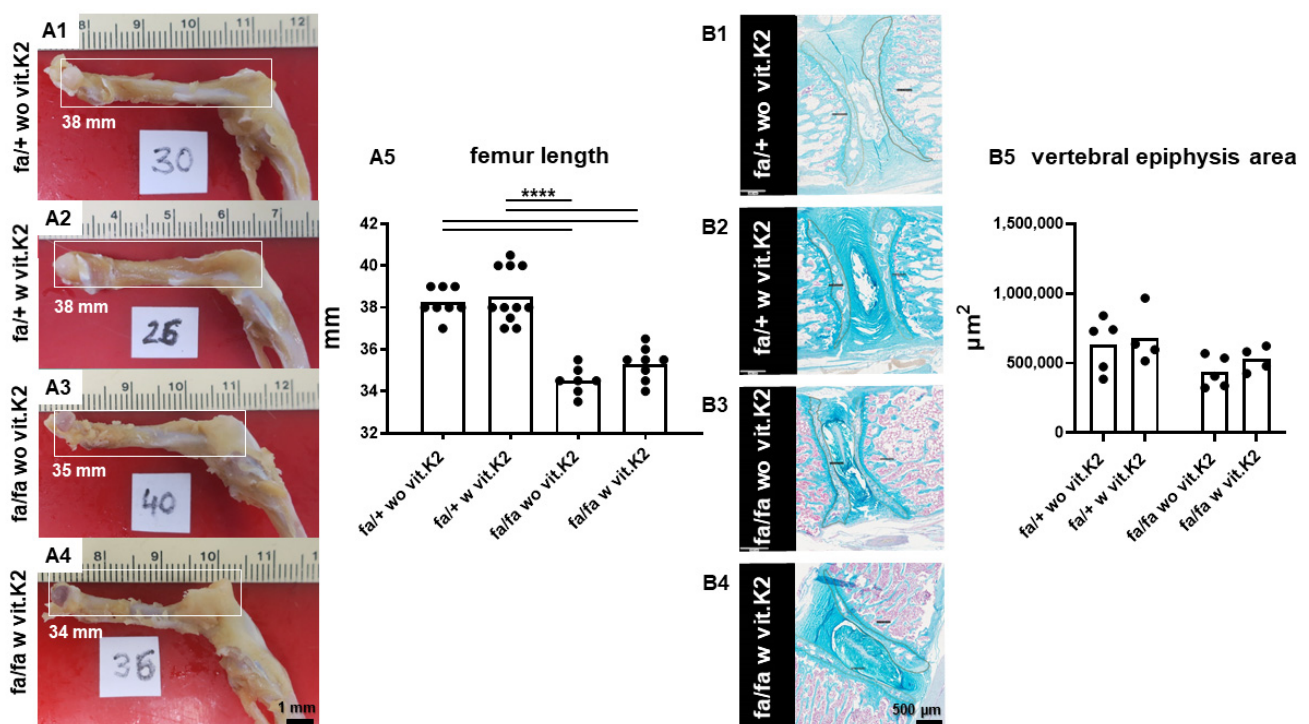 A1
8 9 10 11 12
fa/+ wo vit.K2
38 mm
30
A2
4 5 6 7
fa/+ w vit.K2
38 mm
26
A3
9 10 11 12
fa/fa wo vit.K2
35 mm
40
A4
8 9 10 11
fa/fa w vit.K2
34 mm
36
1 mm
A5 femur length
****
mm
42
40
38
36
34
32
fa/+ wo vit.K2
fa/+ w vit.K2
fa/fa wo vit.K2
fa/fa w vit.K2
B1
fa/+ wo vit.K2
B2
fa/+ w vit.K2
B3
fa/fa wo vit.K2
B4
fa/fa w vit.K2
500 µm
B5 vertebral epiphysis area
µm²
1,500,000
1,000,000
500,000
0
fa/+ wo vit.K2
fa/+ w vit.K2
fa/fa wo vit.K2
fa/fa w vit.K2